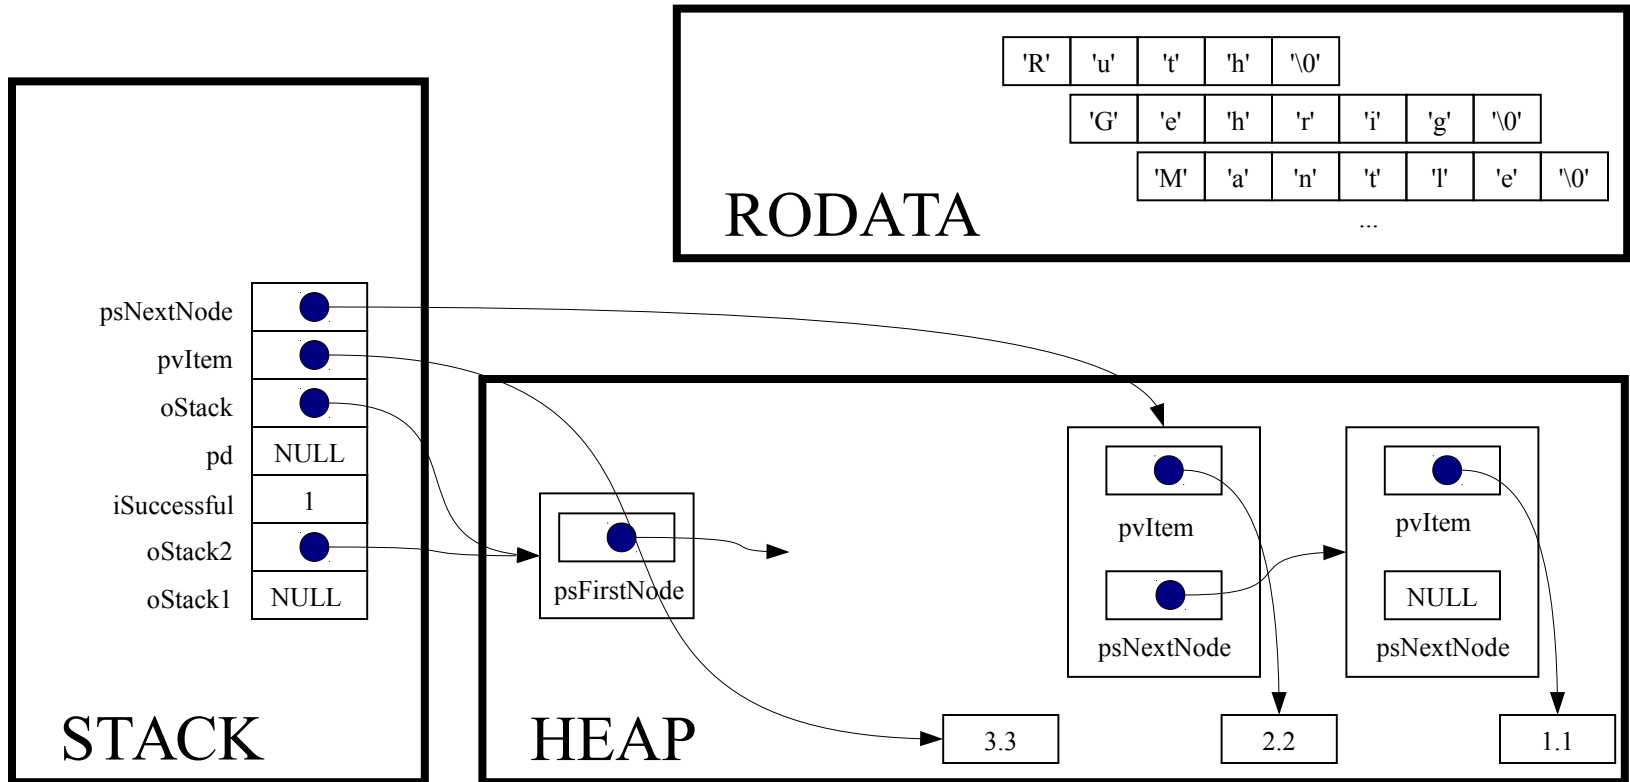 'R' 'u' 't' 'h' '\0'
'G' 'e' 'h' 'r' 'i' 'g' '\0'
'M' 'a' 'n' 't' 'l' 'e' '\0'
...
RODATA
psNextNode
pvItem
oStack
pd NULL
iSuccessful 1
oStack2
oStack1 NULL
STACK
psFirstNode
pvItem
psNextNode
pvItem
NULL
psNextNode
HEAP
3.3
2.2
1.1